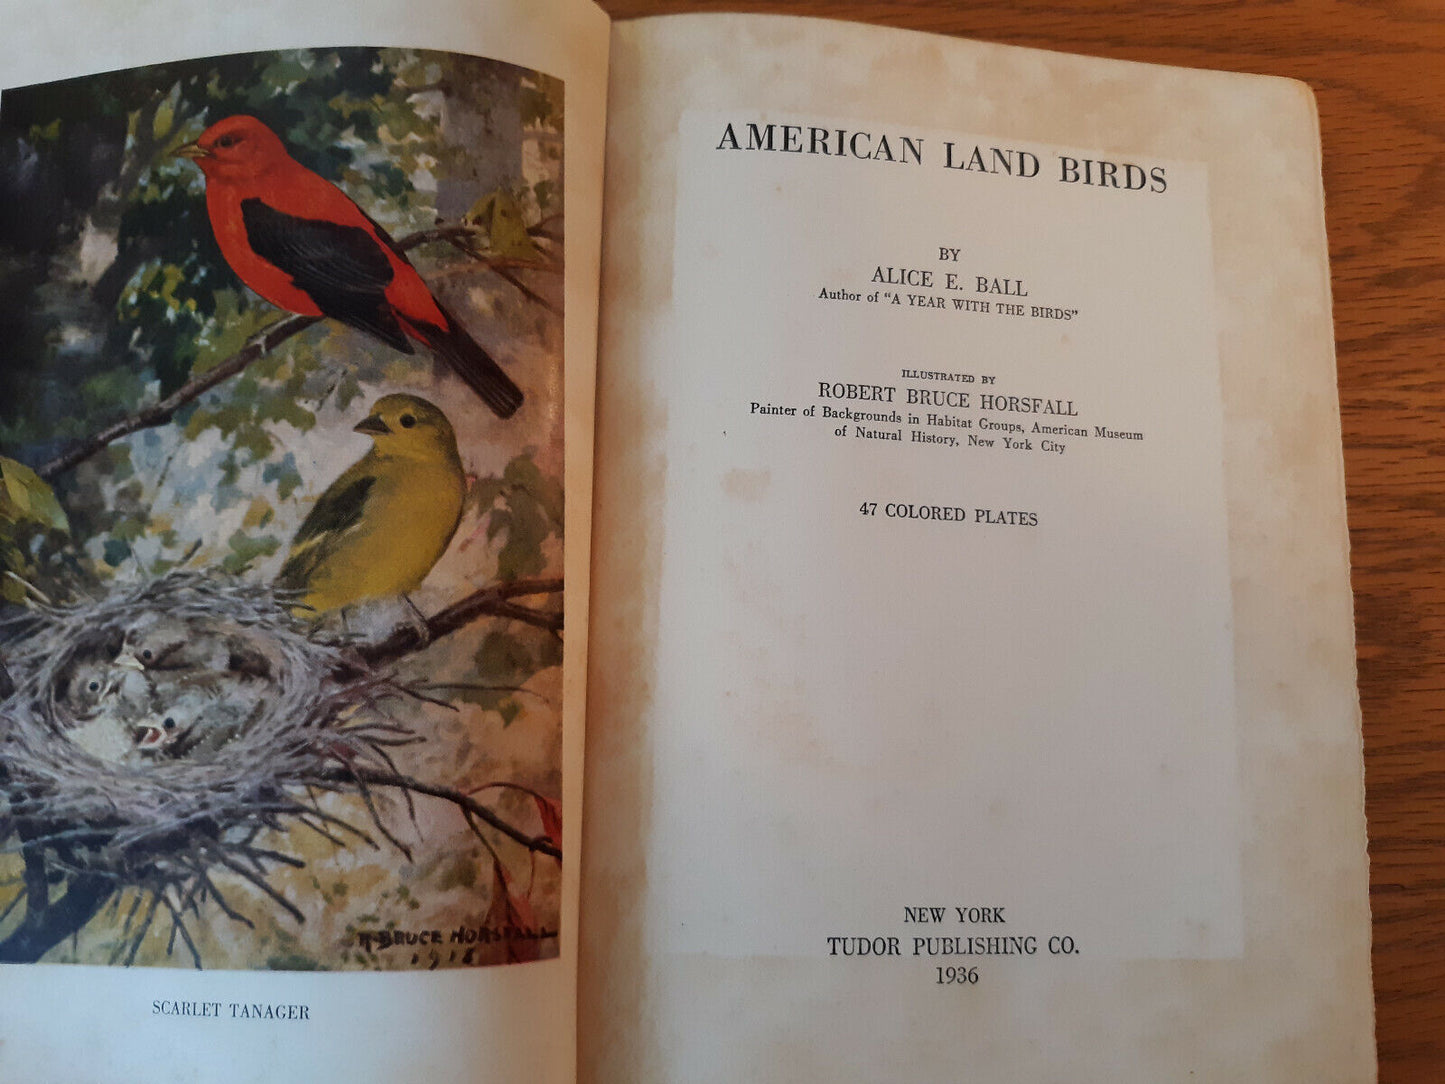 R. BRUCE HORSFALL
SCARLET TANAGER
AMERICAN LAND BIRDS
BY
ALICE E. BALL
Author of "A YEAR WITH THE BIRDS"
ILLUSTRATED BY
ROBERT BRUCE HORSFALL
Painter of Backgrounds in Habitat Groups, American Museum
of Natural History, New York City
47 COLORED PLATES
NEW YORK
TUDOR PUBLISHING CO.
1936